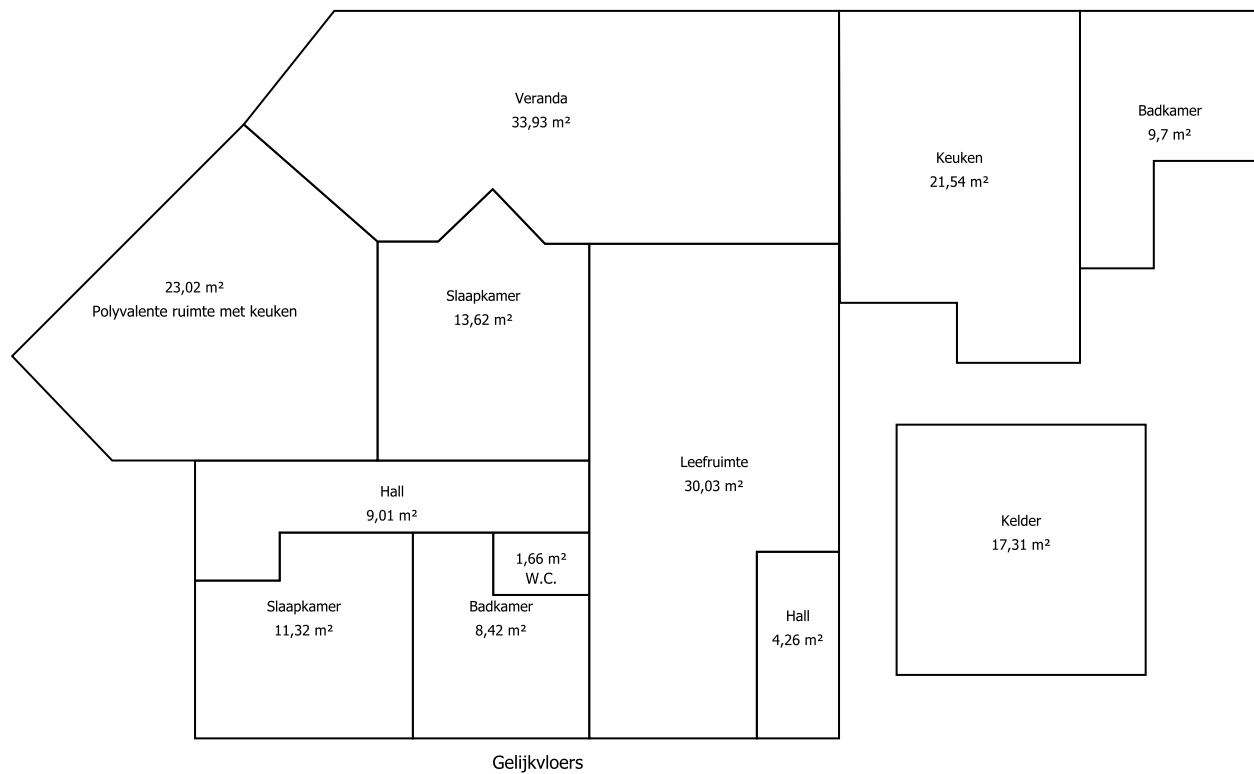 Veranda
33,93 m²
Keuken
21,54 m²
Badkamer
9,7 m²
23,02 m²
Polyvalente ruimte met keuken
Slaapkamer
13,62 m²
Leefruimte
30,03 m²
Hall
9,01 m²
Kelder
17,31 m²
1,66 m²
W.C.
Slaapkamer
11,32 m²
Badkamer
8,42 m²
Hall
4,26 m²
Gelijkvloers